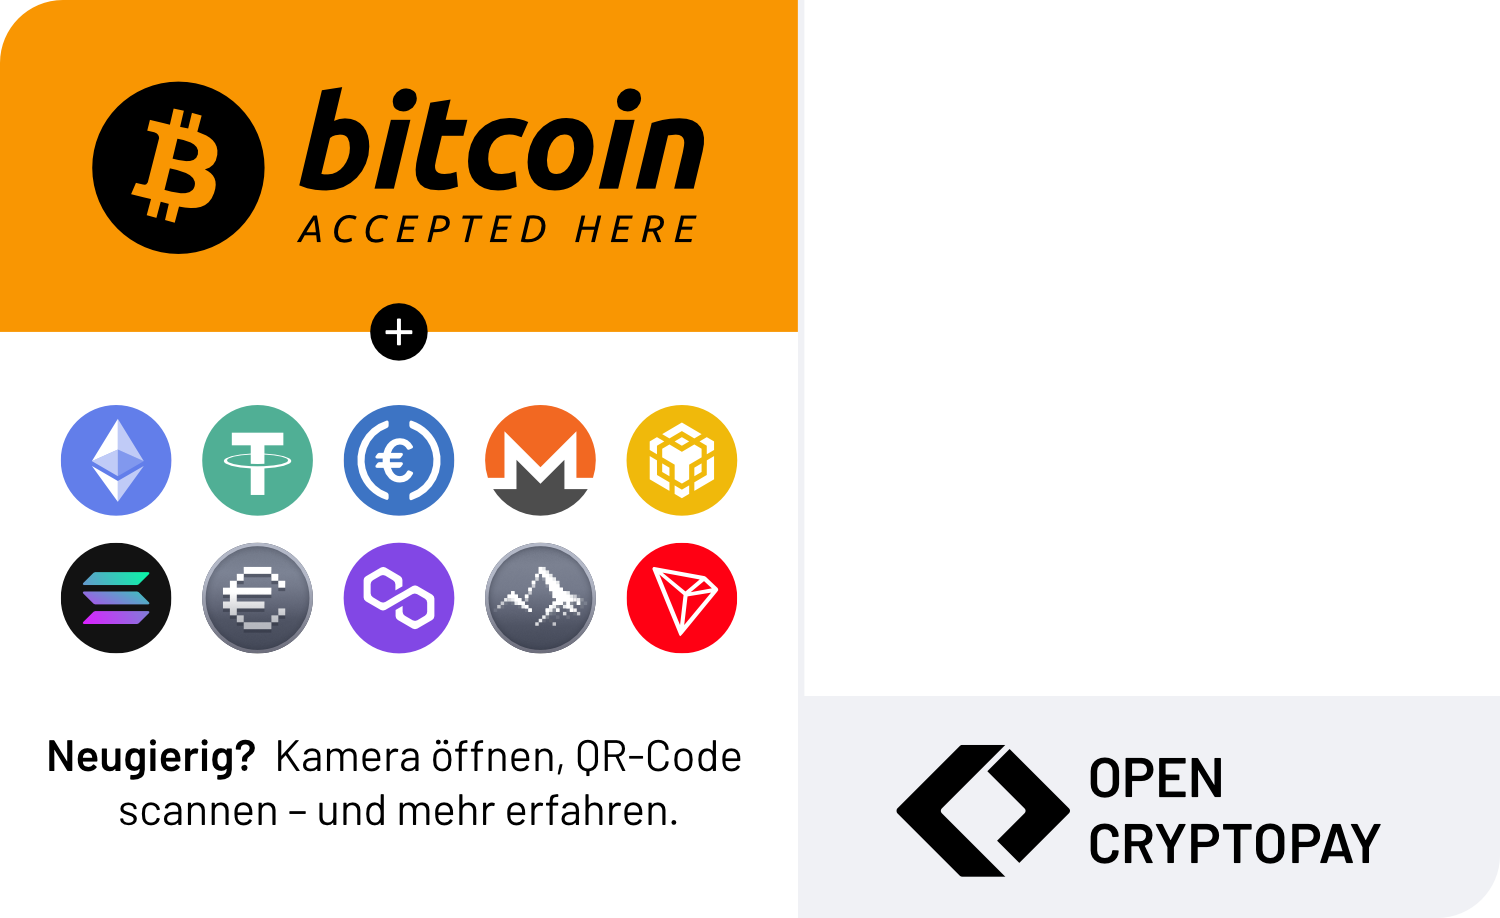 bitcoin
ACCEPTED HERE
Neugierig? Kamera öffnen, QR-Code
scannen – und mehr erfahren.
OPEN
CRYPTOPAY